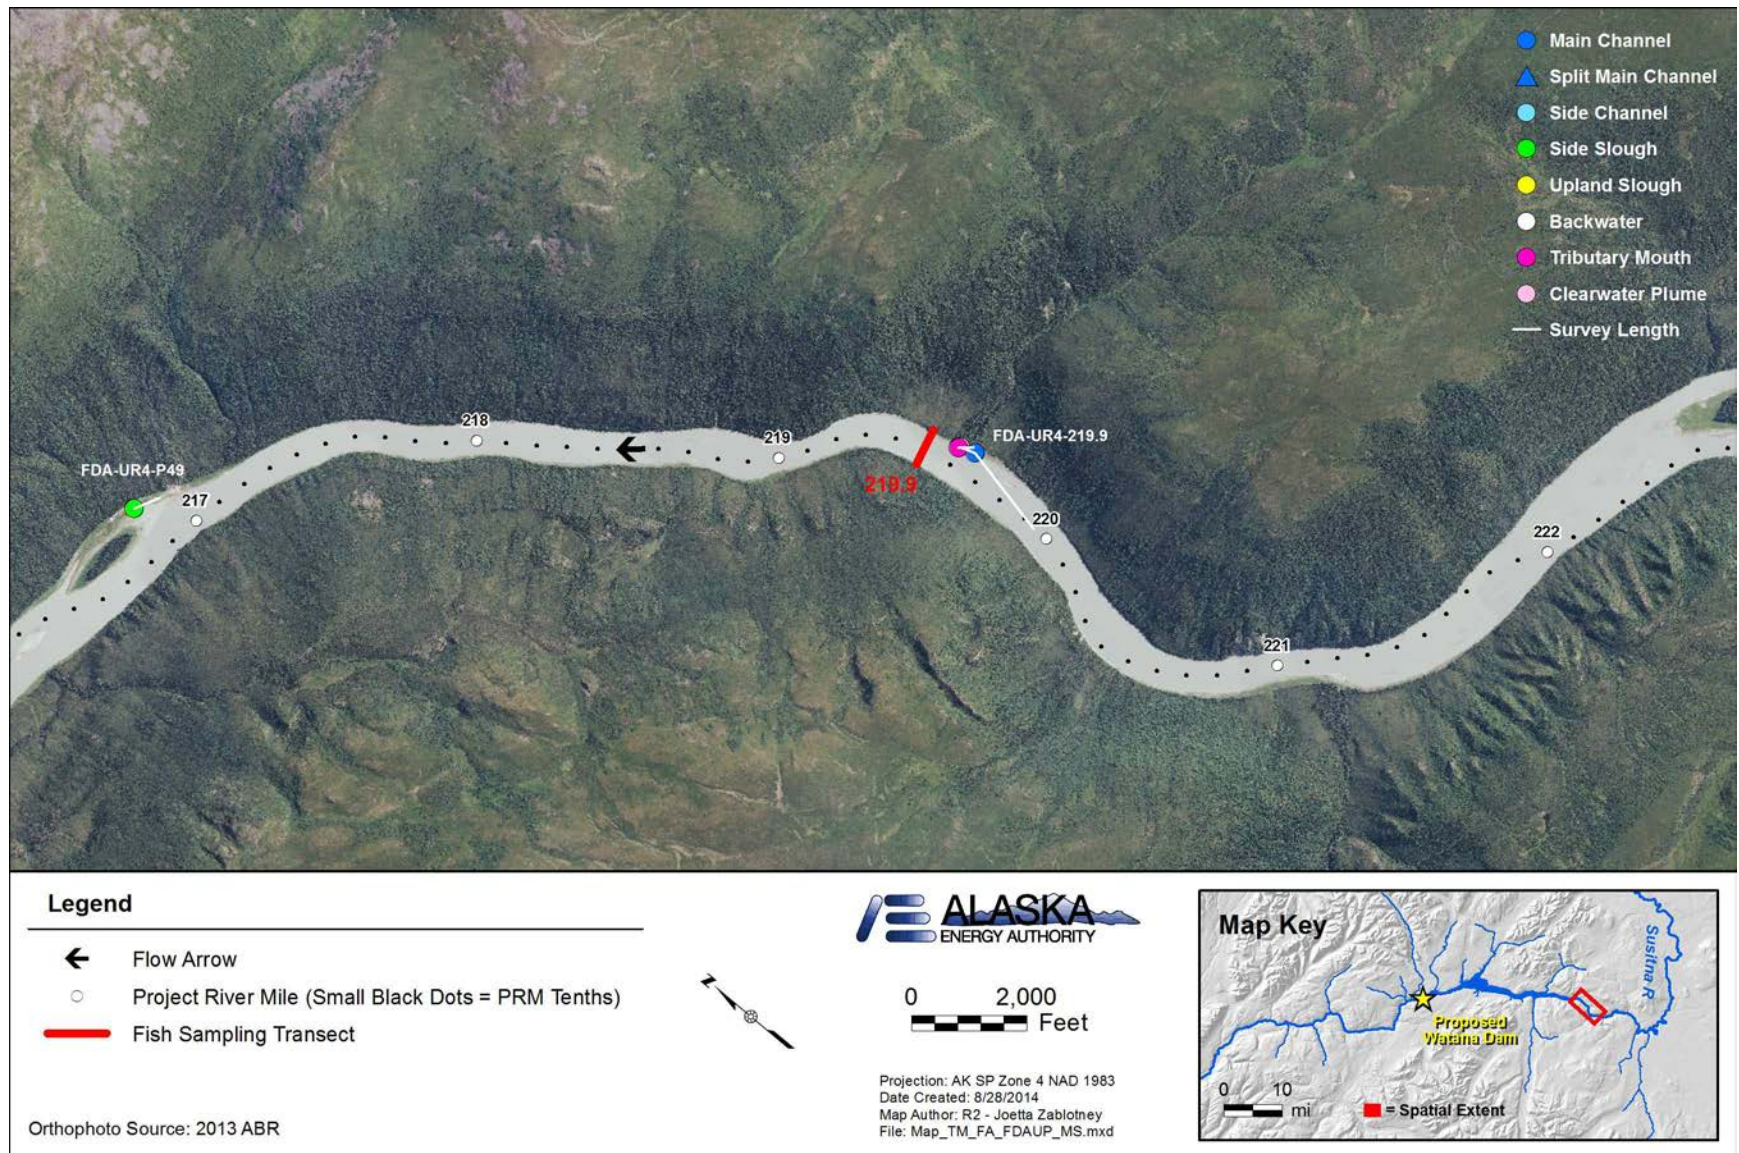 Main Channel
Split Main Channel
Side Channel
Side Slough
Upland Slough
Backwater
Tributary Mouth
Clearwater Plume
Survey Length
218
219
FDA-UR4-219.9
FDA-UR4-P49
217
219.9
220
222
221
Legend
Flow Arrow
Project River Mile (Small Black Dots = PRM Tenths)
Fish Sampling Transect
Orthophoto Source: 2013 ABR
N
ALASKA
ENERGY AUTHORITY
0 2,000
Feet
Projection: AK SP Zone 4 NAD 1983
Date Created: 8/28/2014
Map Author: R2 - Joetta Zablotney
File: Map_TM_FA_FDAUP_MS.mxd
Map Key
Susitna R
Proposed
Watana Dam
0 10
mi
= Spatial Extent